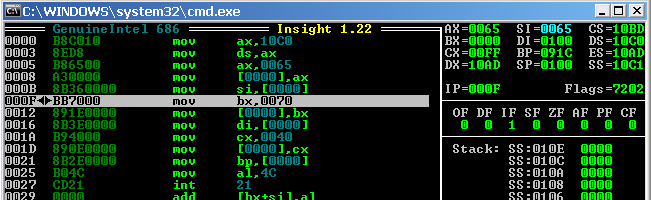 C:\WINDOWS\system32\cmd.exe
GenuineIntel 686 Insight 1.22
0000 B8C010 mov ax,10C0
0003 8ED8 mov ds,ax
0005 B86500 mov ax,0065
0008 A30000 mov [0000],ax
000B 8B360000 mov si,[0000]
000F BB7000 mov bx,0070
0012 891E0000 mov [0000],bx
0016 8B3E0000 mov di,[0000]
001A B94000 mov cx,0040
001D 890E0000 mov [0000],cx
0021 8B2E0000 mov bp,[0000]
0025 B04C mov al,4C
0027 CD21 int 21
0029 0000 add [bx+si],al
AX=0065 SI=0065 CS=10BD
BX=0000 DI=0100 DS=10C0
CX=00FF BP=091C ES=10AD
DX=10AD SP=0100 SS=10C1
IP=000F Flags=7202
OF DF IF SF ZF AF PF CF
0 0 1 0 0 0 0 0
Stack: SS:010E 0000
SS:010C 0000
SS:010A 0000
SS:0108 0000
SS:0106 0000